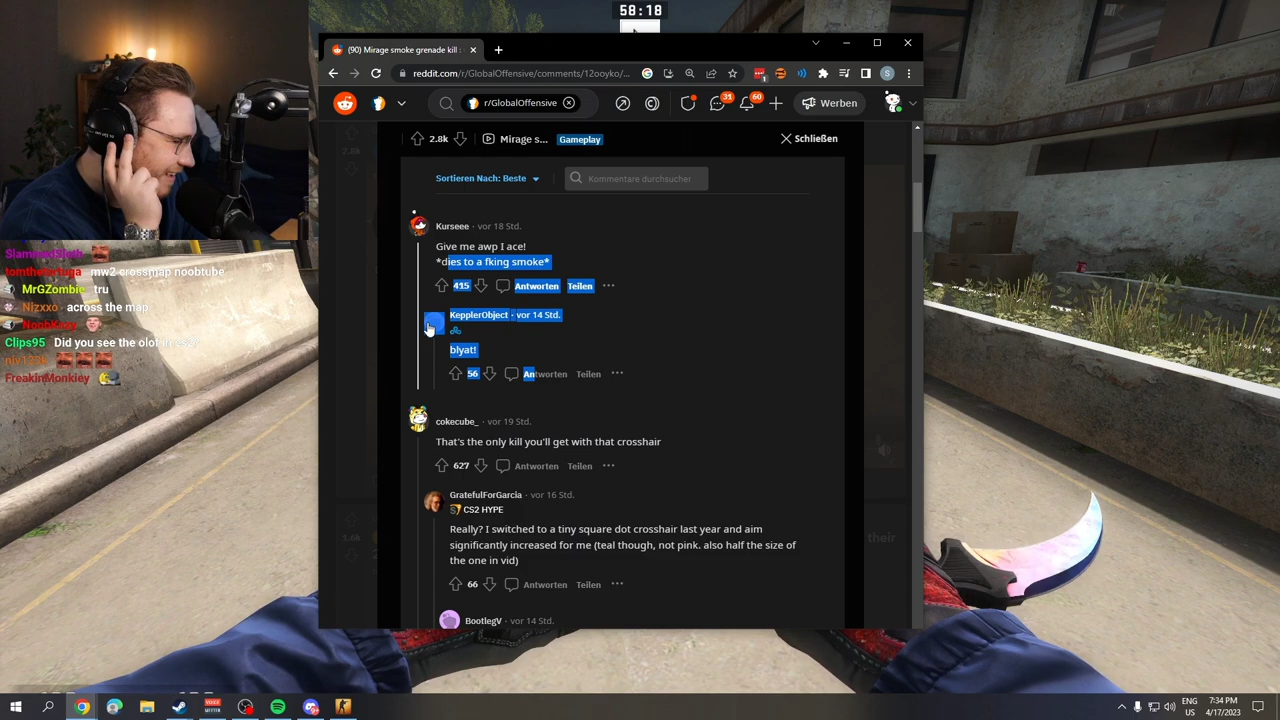 58:18
(90) Mirage smoke grenade kill :
reddit.com/r/GlobalOffensive/comments/12ooyko/...
S
r/GlobalOffensive
31
60
Werben
2.8k
Mirage s...
Gameplay
Schließen
Sortieren Nach: Beste
Kommentare durchsuchen
Kurseee · vor 18 Std.
Give me awp I ace!
*dies to a fking smoke*
415
Antworten
Teilen
KepplerObject · vor 14 Std.
blyat!
56
Antworten
Teilen
cokecube_ · vor 19 Std.
That's the only kill you'll get with that crosshair
627
Antworten
Teilen
GratefulForGarcia · vor 16 Std.
CS2 HYPE
Really? I switched to a tiny square dot crosshair last year and aim
significantly increased for me (teal though, not pink. also half the size of
the one in vid)
66
Antworten
Teilen
BootlegV · vor 14 Std.
their
tomthetortuga mw2 crossmap noobtube
MrGZombie: tru
Nizxxo: across the map
Clips95: Did you see the olof in cs2?
FreakinMonkiey
ENG
US
7:34 PM
4/17/2023